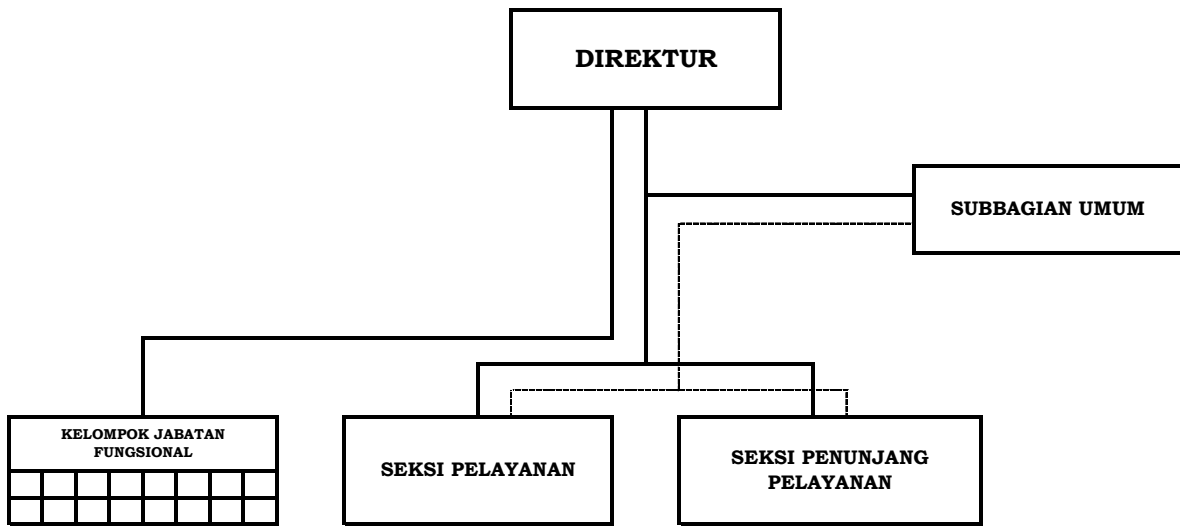 DIREKTUR
SUBBAGIAN UMUM
KELOMPOK JABATAN
FUNGSIONAL
SEKSI PELAYANAN
SEKSI PENUNJANG
PELAYANAN